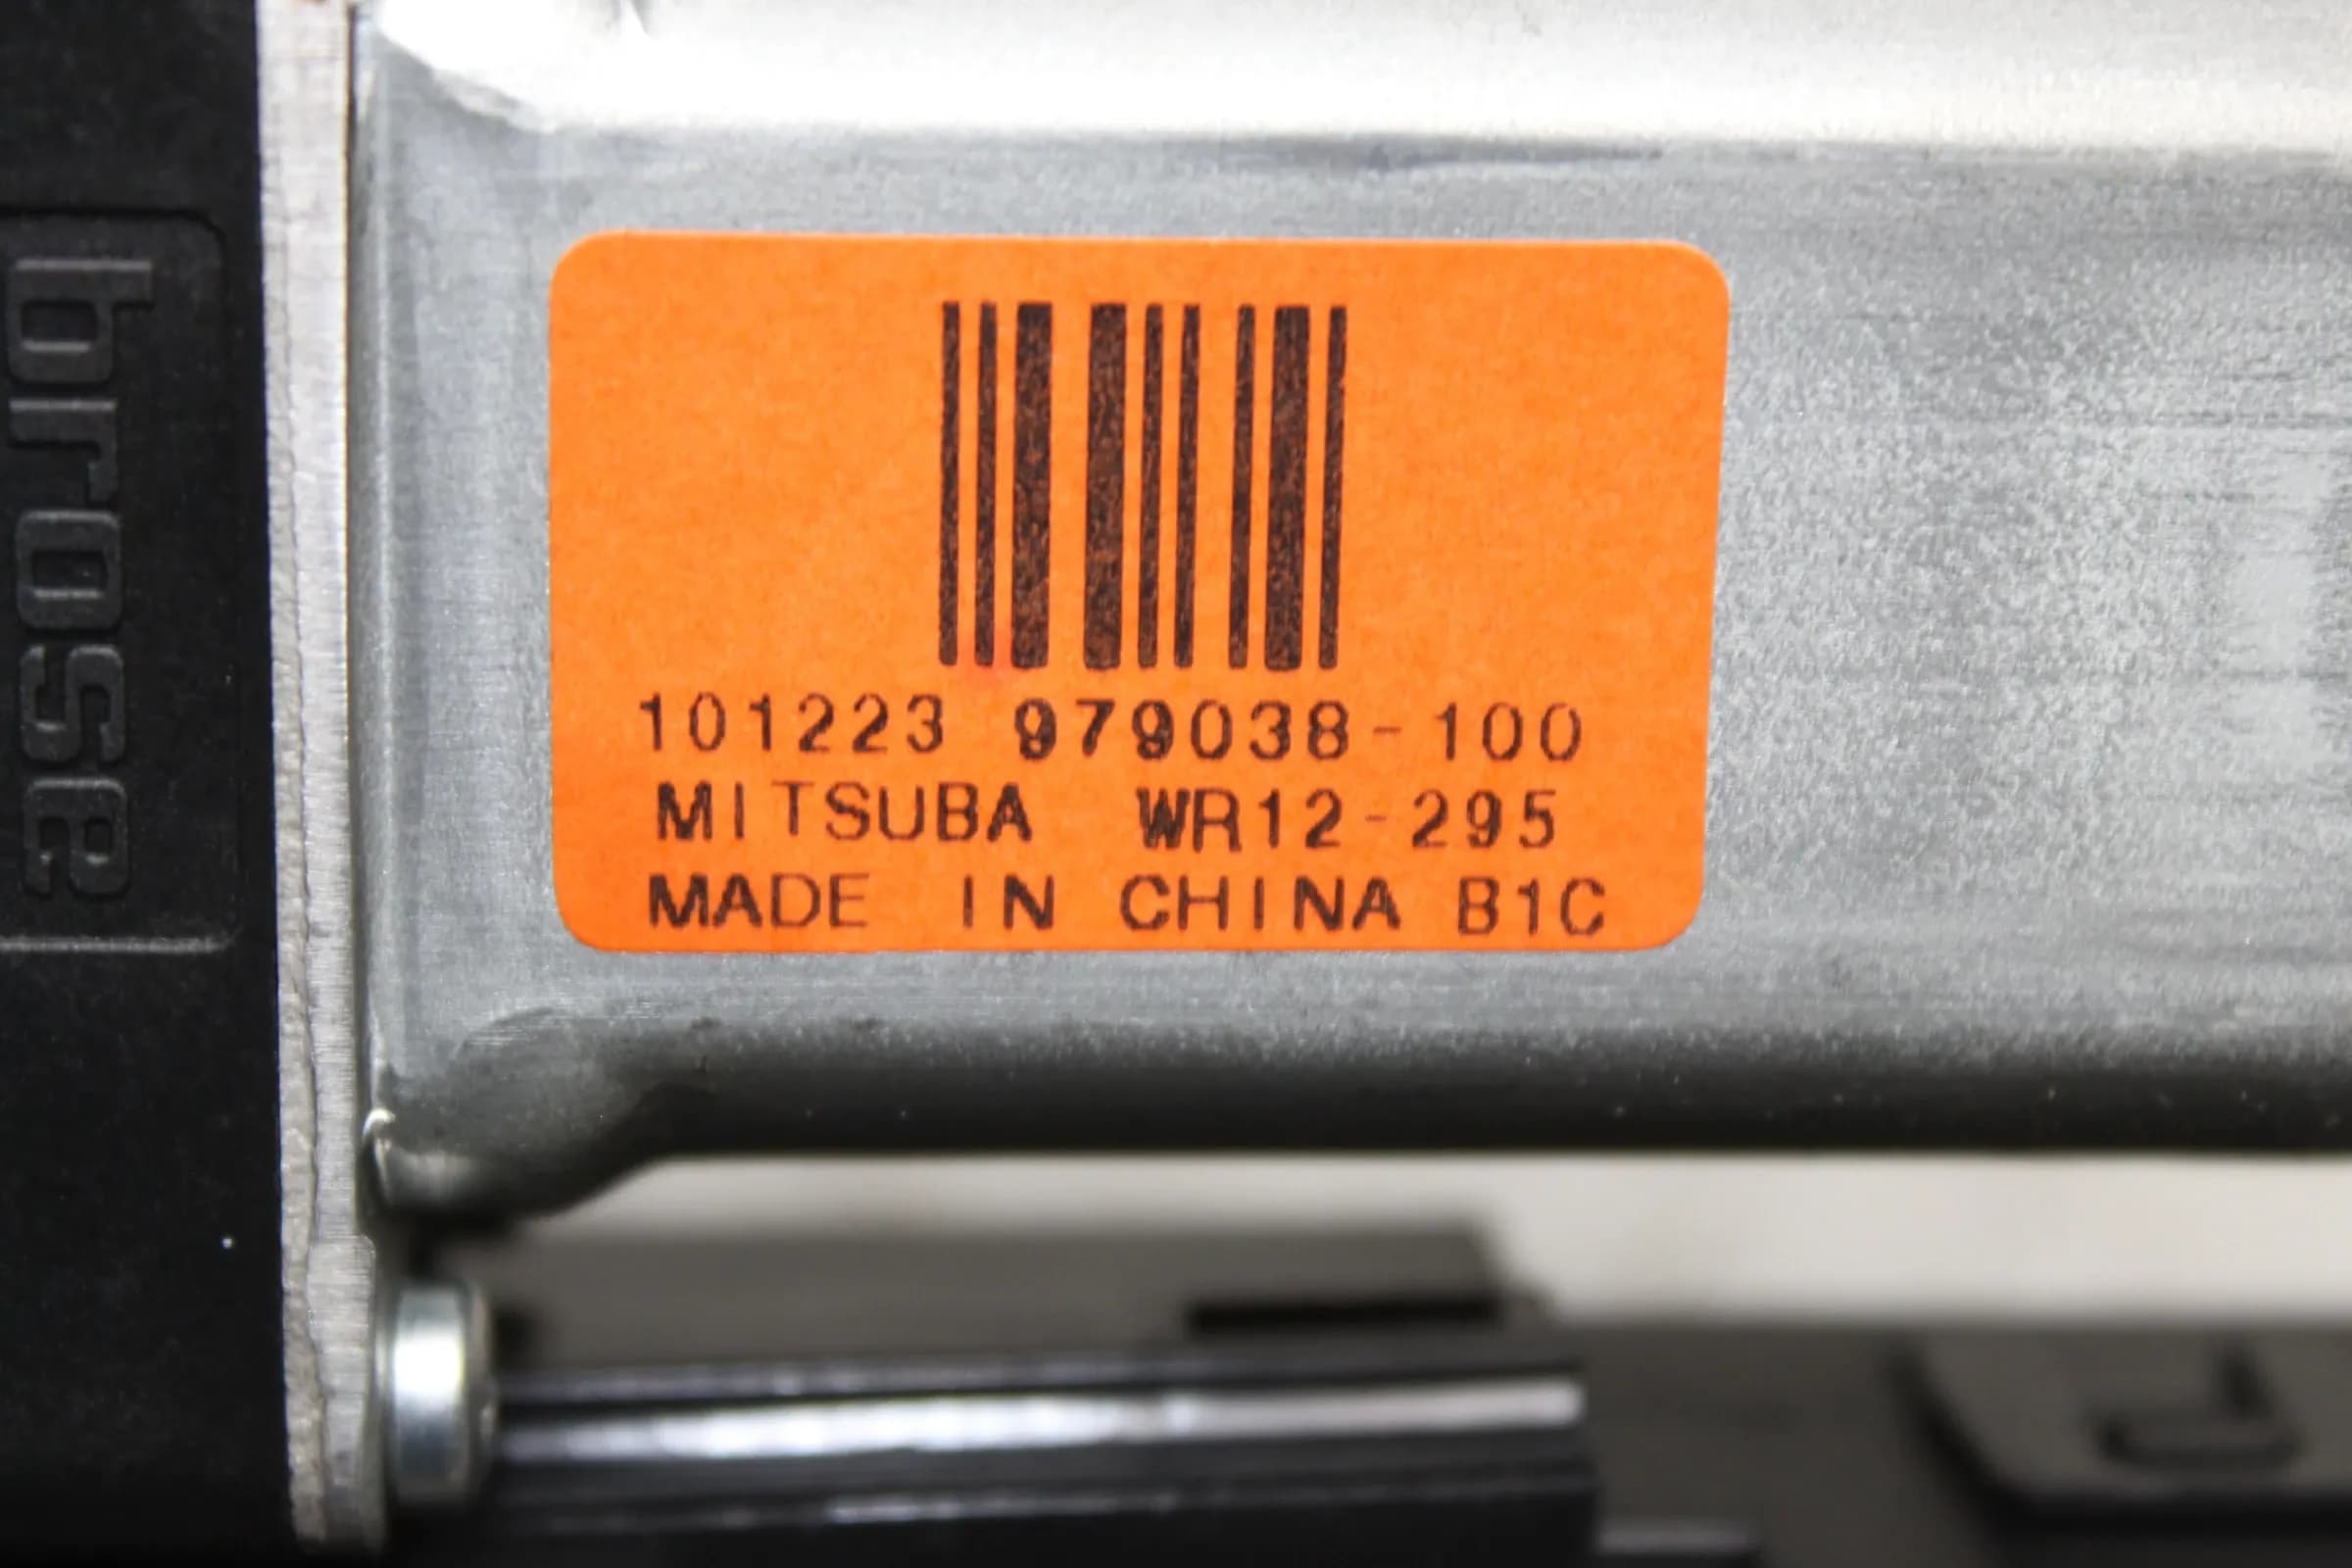 brose
101223 979038-100
MITSUBA WR12-295
MADE IN CHINA B1C